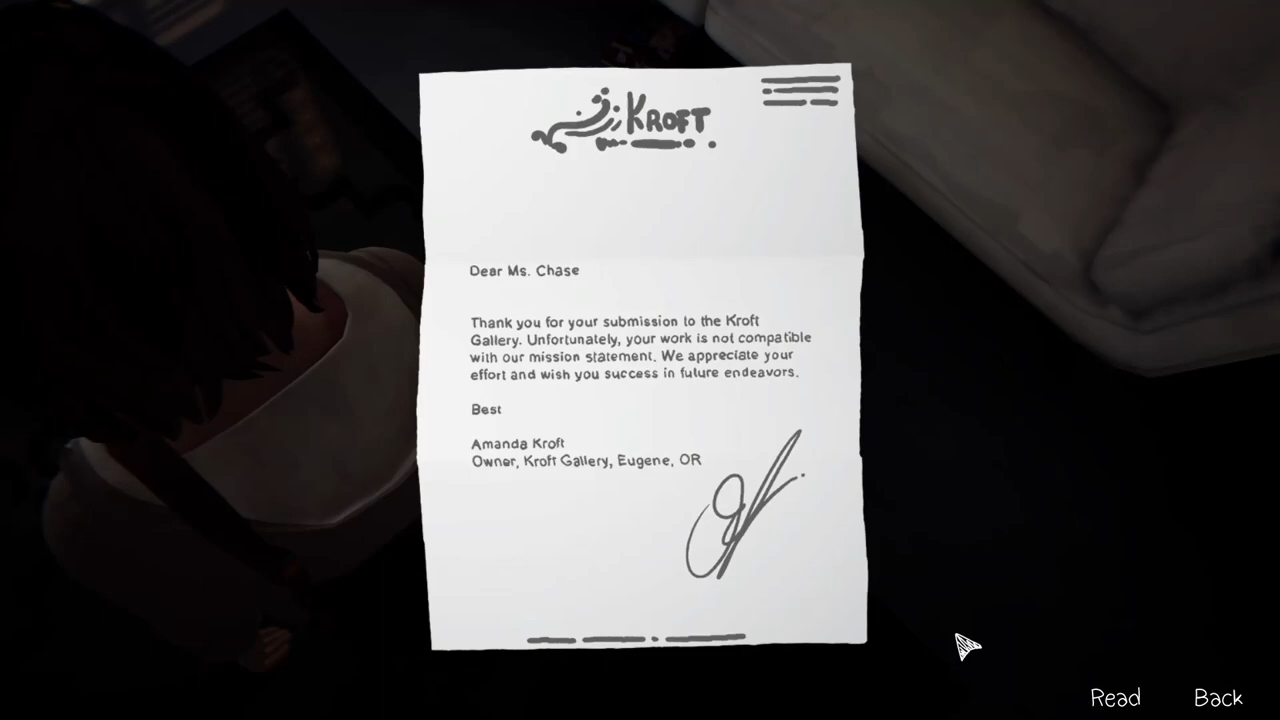 KROFT
Dear Ms. Chase
Thank you for your submission to the Kroft
Gallery. Unfortunately, your work is not compatible
with our mission statement. We appreciate your
effort and wish you success in future endeavors.
Best
Amanda Kroft
Owner, Kroft Gallery, Eugene, OR
Read
Back